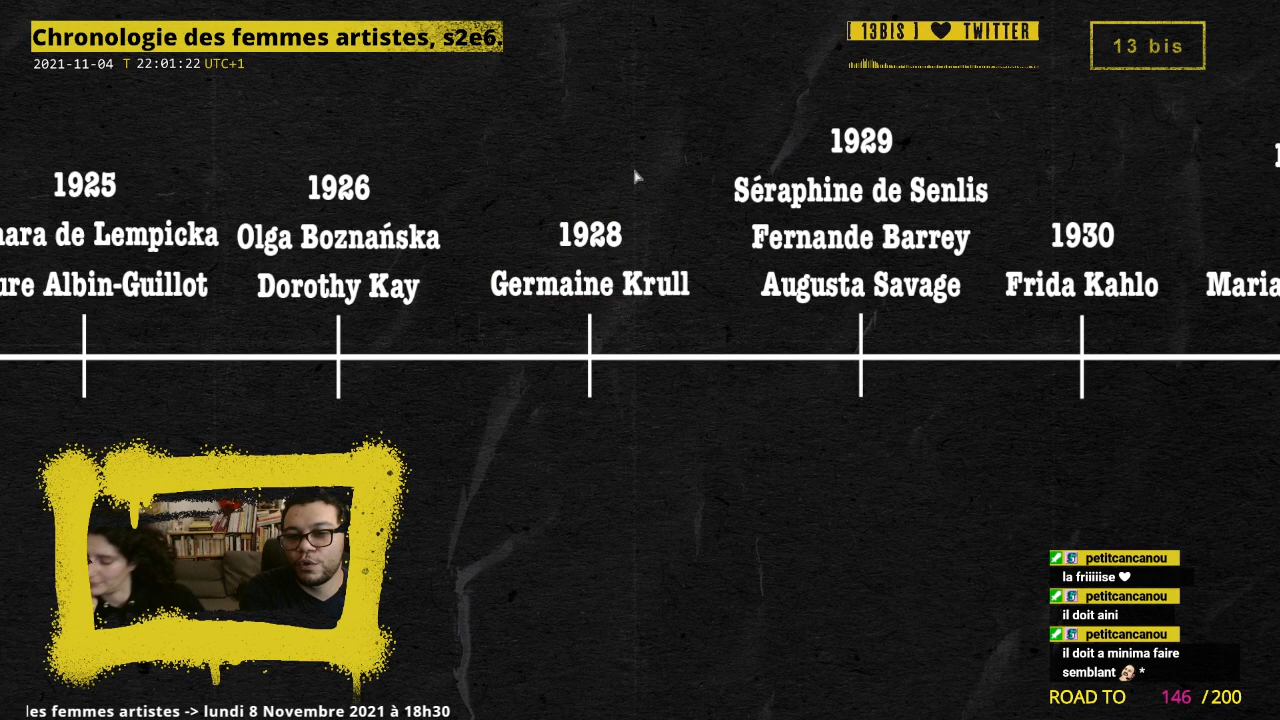 Chronologie des femmes artistes, s2e6.
2021-11-04 T 22:01:22 UTC+1
[ 13BIS ] ♥ TWITTER
13 bis
1925
ara de Lempicka
ure Albin-Guillot
1926
Olga Boznańska
Dorothy Kay
1928
Germaine Krull
1929
Séraphine de Senlis
Fernande Barrey
Augusta Savage
1930
Frida Kahlo
Maria
petitcancanou
la friiiiise ♥
petitcancanou
il doit aini
petitcancanou
il doit a minima faire
semblant *
ROAD TO 146 / 200
les femmes artistes -> lundi 8 Novembre 2021 à 18h30